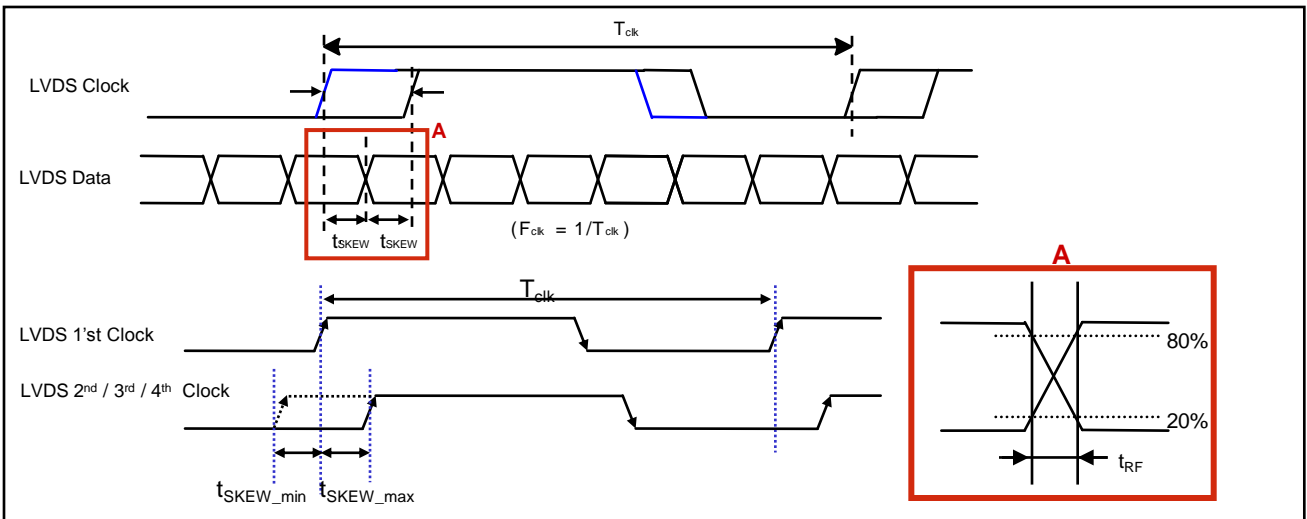 Tclk
LVDS Clock
A
LVDS Data
tSKEW tSKEW
(Fclk = 1/Tclk)
A
Tclk
LVDS 1'st Clock
80%
LVDS 2nd / 3rd / 4th Clock
20%
tRF
tSKEW_min tSKEW_max